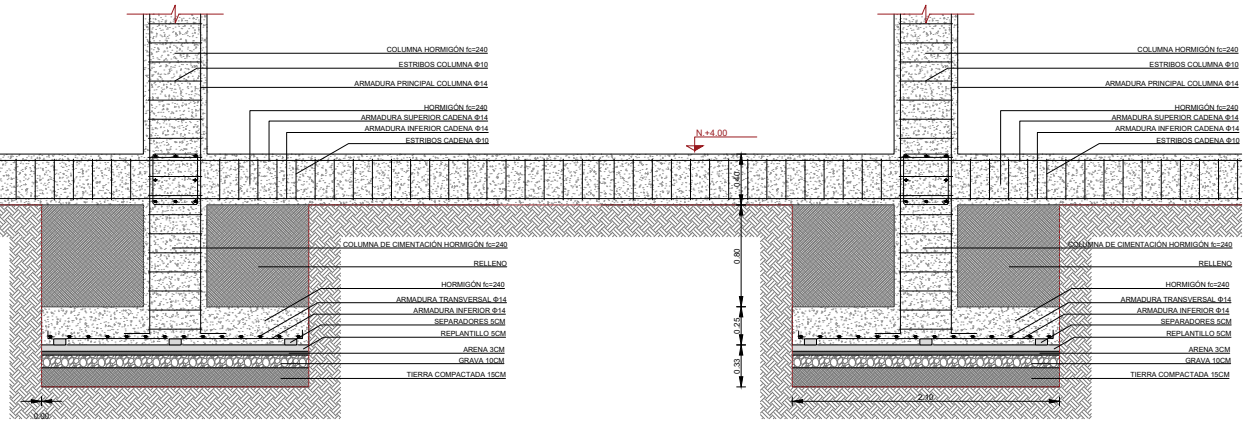 COLUMNA HORMIGÓN fc=240
ESTRIBOS COLUMNA Φ10
ARMADURA PRINCIPAL COLUMNA Φ14
HORMIGÓN fc=240
ARMADURA SUPERIOR CADENA Φ14
ARMADURA INFERIOR CADENA Φ14
ESTRIBOS CADENA Φ10
COLUMNA DE CIMENTACIÓN HORMIGÓN fc=240
RELLENO
HORMIGÓN fc=240
ARMADURA TRANSVERSAL Φ14
ARMADURA INFERIOR Φ14
SEPARADORES 5CM
REPLANTILLO 5CM
ARENA 3CM
GRAVA 10CM
TIERRA COMPACTADA 15CM
0.00
N.+4.00
0.40
0.80
0.25
0.33
COLUMNA HORMIGÓN fc=240
ESTRIBOS COLUMNA Φ10
ARMADURA PRINCIPAL COLUMNA Φ14
HORMIGÓN fc=240
ARMADURA SUPERIOR CADENA Φ14
ARMADURA INFERIOR CADENA Φ14
ESTRIBOS CADENA Φ10
COLUMNA DE CIMENTACIÓN HORMIGÓN fc=240
RELLENO
HORMIGÓN fc=240
ARMADURA TRANSVERSAL Φ14
ARMADURA INFERIOR Φ14
SEPARADORES 5CM
REPLANTILLO 5CM
ARENA 3CM
GRAVA 10CM
TIERRA COMPACTADA 15CM
2.10